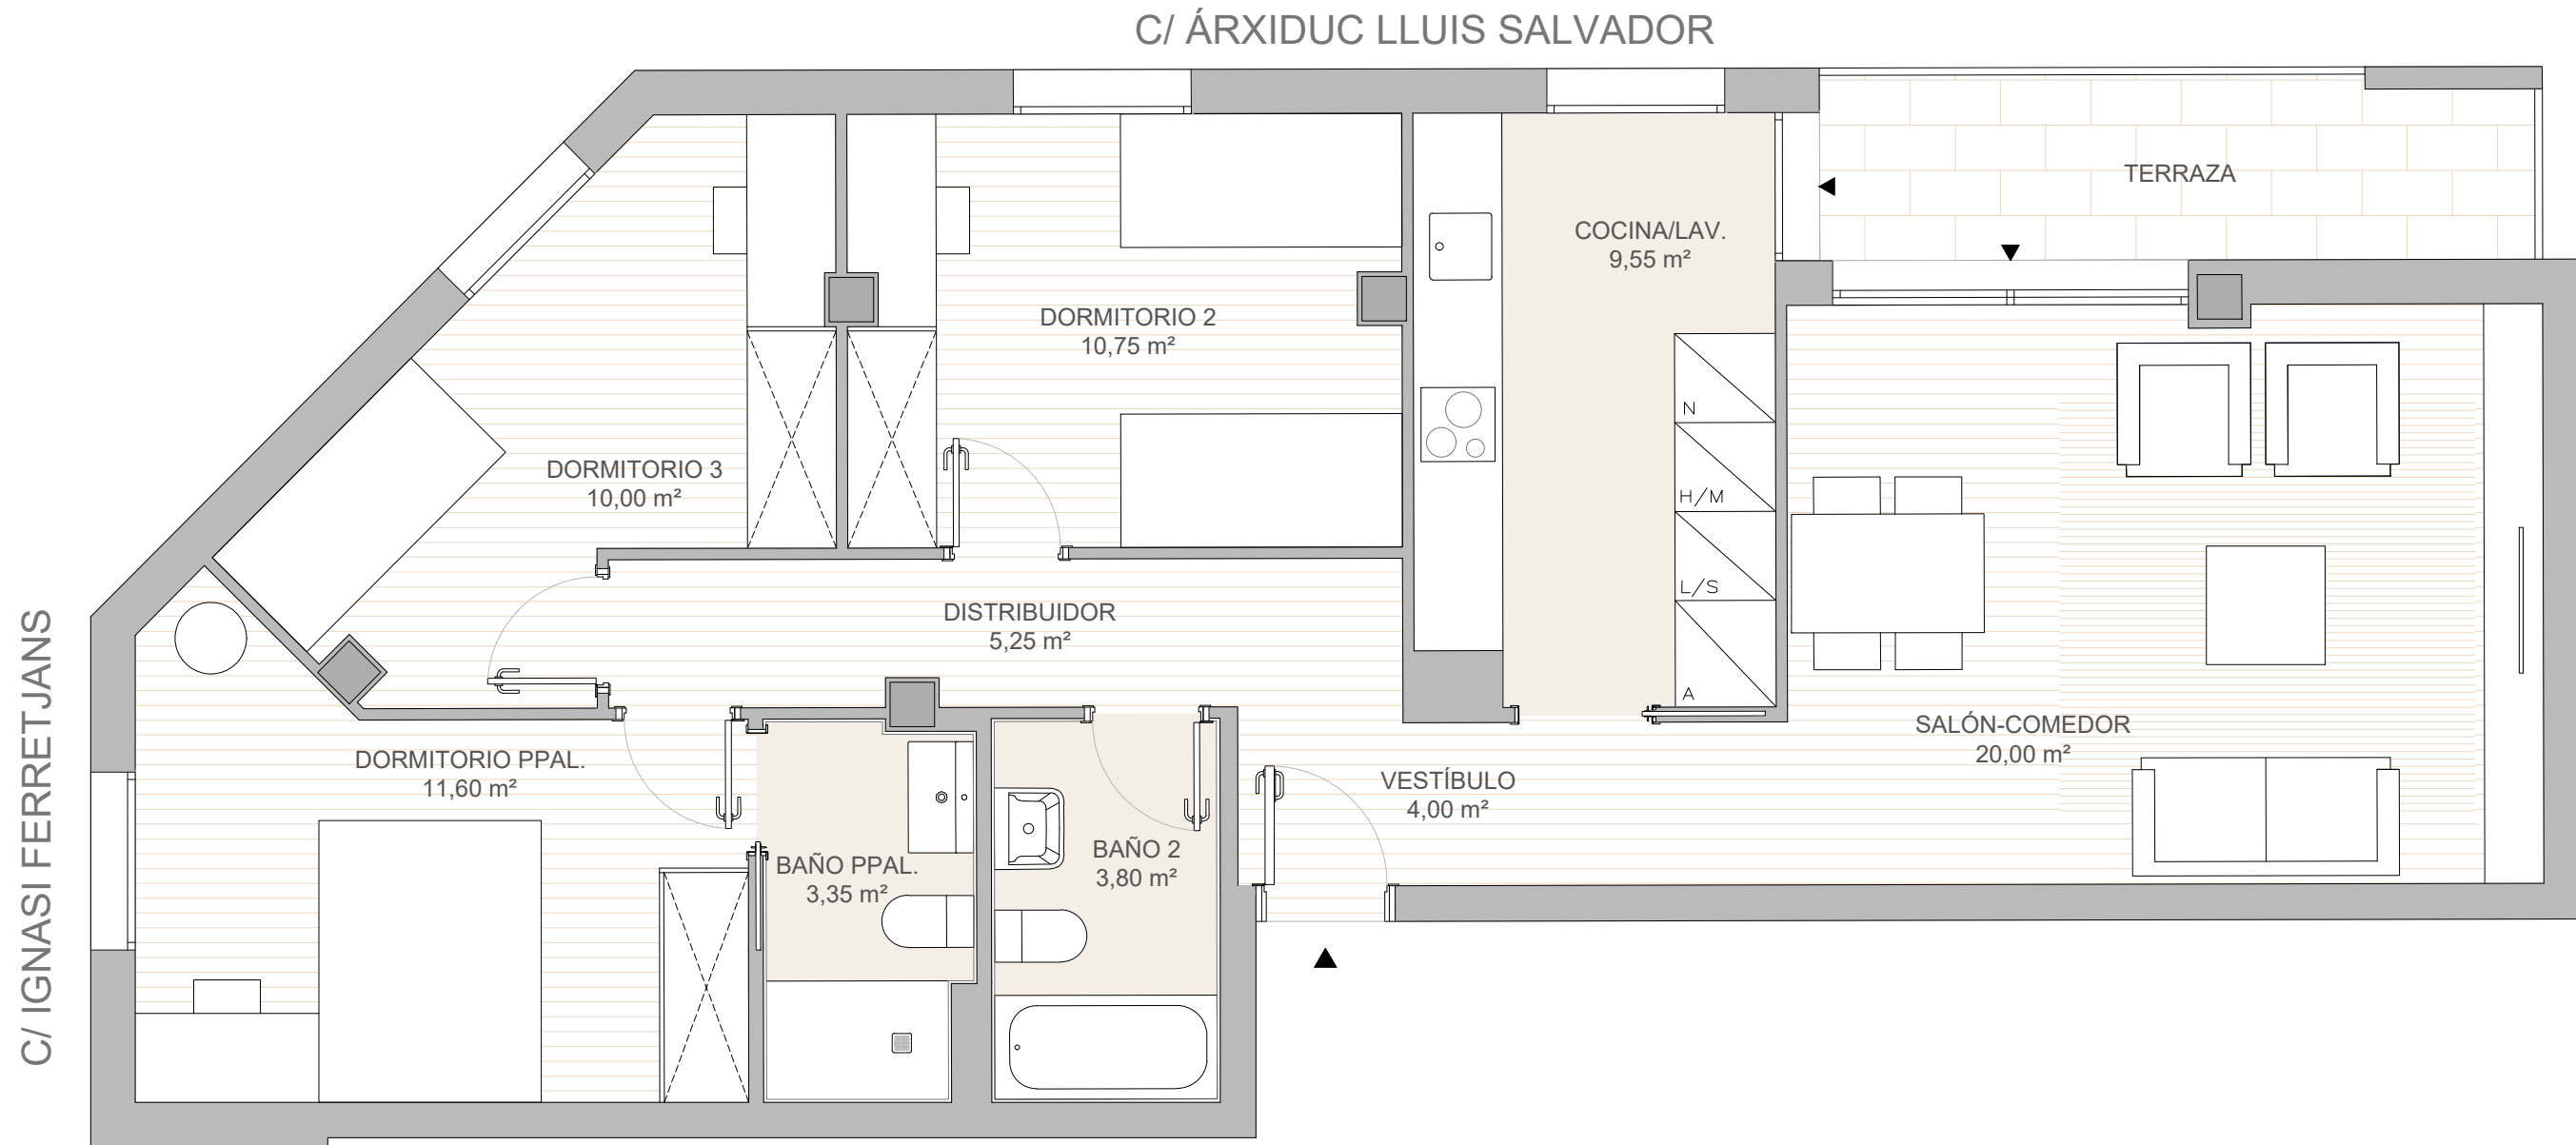 C/ ÁRXIDUC LLUIS SALVADOR
TERRAZA
COCINA/LAV.
9,55 m²
DORMITORIO 2
10,75 m²
N
DORMITORIO 3
10,00 m²
H/M
L/S
DISTRIBUIDOR
5,25 m²
A
SALÓN-COMEDOR
20,00 m²
DORMITORIO PPAL.
11,60 m²
VESTÍBULO
4,00 m²
BAÑO 2
3,80 m²
BAÑO PPAL.
3,35 m²
C/ IGNASI FERRETJANS